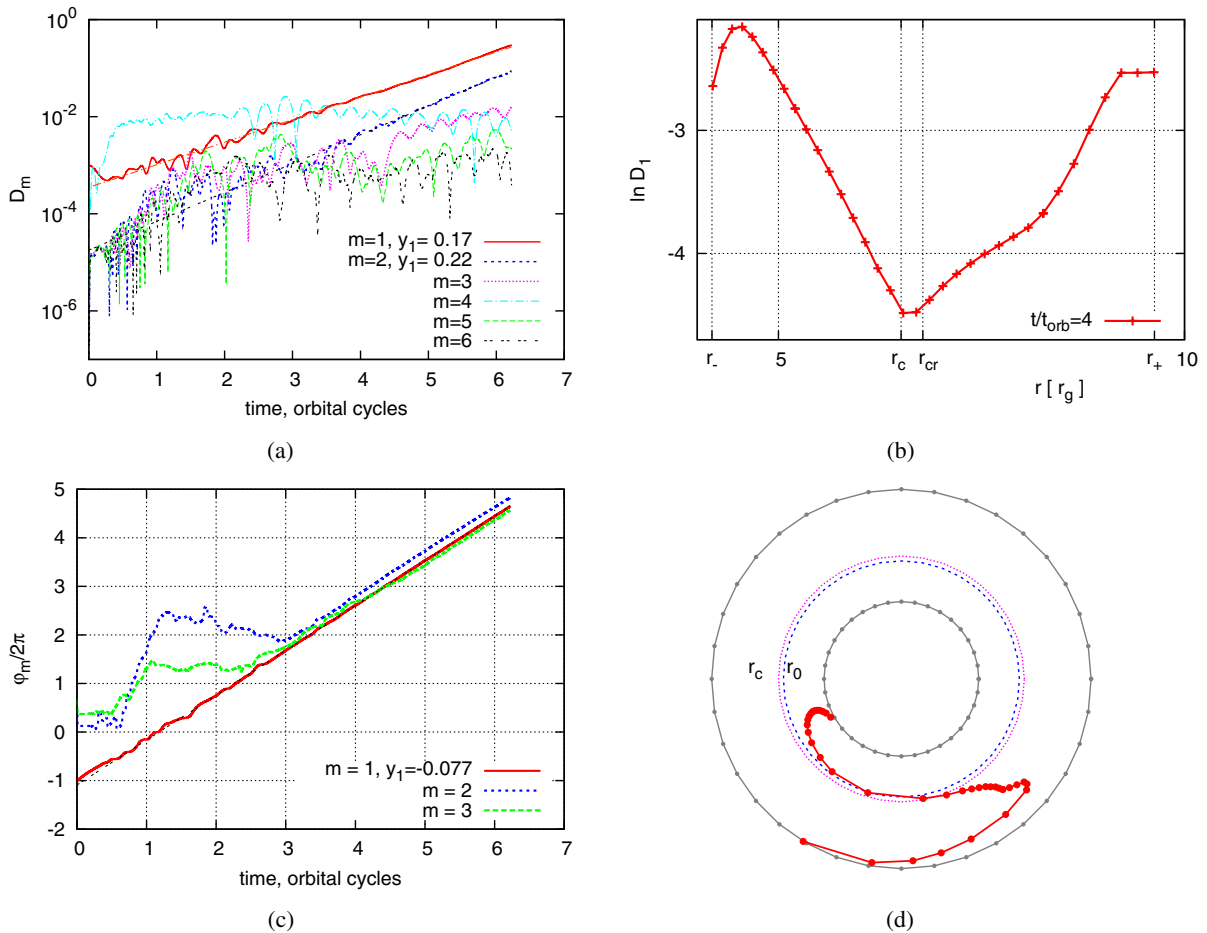 10^0
10^-2
10^-4
10^-6
D_m
m=1, y_1= 0.17
m=2, y_1= 0.22
m=3
m=4
m=5
m=6
0 1 2 3 4 5 6 7
time, orbital cycles
(a)
-3
-4
ln D_1
t/t_orb=4
r_- 5 r_c r_cr r_+ 10
r [ r_g ]
(b)
5
4
3
2
1
0
-1
-2
φ_m/2π
m = 1, y_1=-0.077
m = 2
m = 3
0 1 2 3 4 5 6 7
time, orbital cycles
(c)
r_c r_0
(d)